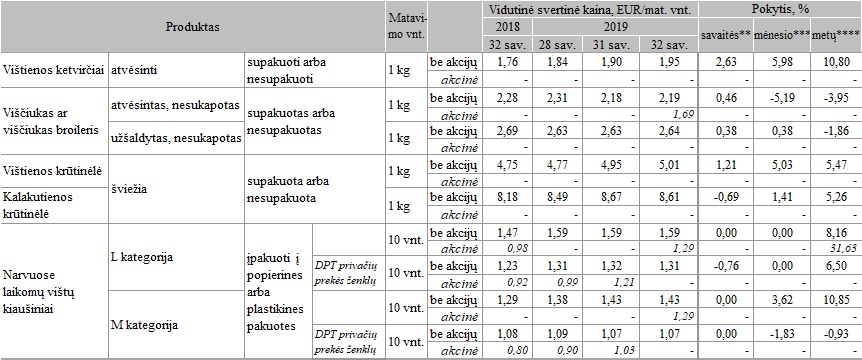 Produktas Matavi-mo vnt. Vidutinė svertinė kaina, EUR/mat. vnt. Pokytis, %
2018 2019 savaitės** mėnesio*** metų****
32 sav. 28 sav. 31 sav. 32 sav.
Vištienos ketvirčiai atvėsinti supakuoti arba nesupakuoti 1 kg be akcijų 1,76 1,84 1,90 1,95 2,63 5,98 10,80
akcinė - - - - - - -
Viščiukas ar viščiukas broileris atvėsintas, nesukapotas supakuotas arba nesupakuotas 1 kg be akcijų 2,28 2,31 2,18 2,19 0,46 -5,19 -3,95
akcinė - - - 1,69 - - -
užšaldytas, nesukapotas 1 kg be akcijų 2,69 2,63 2,63 2,64 0,38 0,38 -1,86
akcinė - - - - - - -
Vištienos krūtinėlė šviežia supakuota arba nesupakuota 1 kg be akcijų 4,75 4,77 4,95 5,01 1,21 5,03 5,47
akcinė - - - - - - -
Kalakutienos krūtinėlė 1 kg be akcijų 8,18 8,49 8,67 8,61 -0,69 1,41 5,26
akcinė - - - - - - -
Narvuose laikomų vištų kiaušiniai L kategorija įpakuoti į popierines arba plastikines pakuotes 10 vnt. be akcijų 1,47 1,59 1,59 1,59 0,00 0,00 8,16
akcinė 0,98 - - 1,29 - - 31,63
DPT privačių prekės ženklų 10 vnt. be akcijų 1,23 1,31 1,32 1,31 -0,76 0,00 6,50
akcinė 0,92 0,99 1,21 - - - -
M kategorija 10 vnt. be akcijų 1,29 1,38 1,43 1,43 0,00 3,62 10,85
akcinė - - - 1,29 - - -
DPT privačių prekės ženklų 10 vnt. be akcijų 1,08 1,09 1,07 1,07 0,00 -1,83 -0,93
akcinė 0,80 0,90 1,03 - - - -